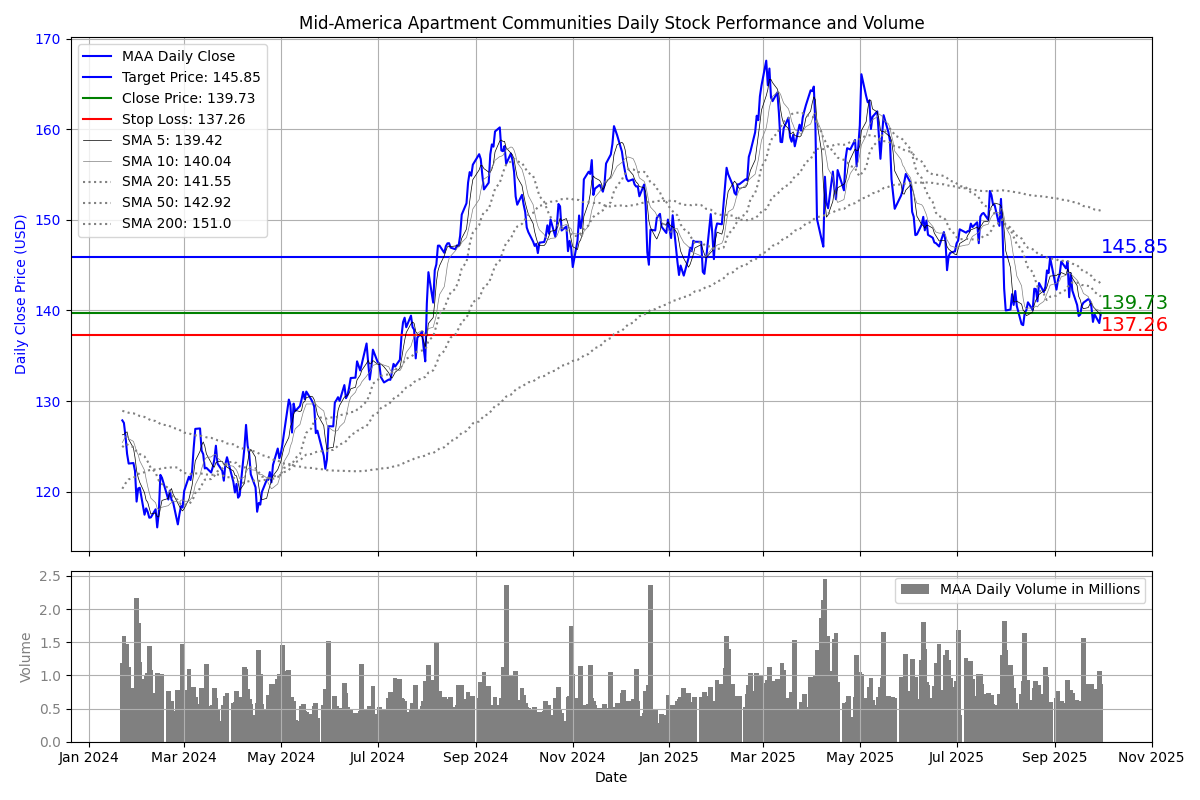 Mid-America Apartment Communities Daily Stock Performance and Volume
170
160
150
140
130
120
Daily Close Price (USD)
MAA Daily Close
Target Price: 145.85
Close Price: 139.73
Stop Loss: 137.26
SMA 5: 139.42
SMA 10: 140.04
SMA 20: 141.55
SMA 50: 142.92
SMA 200: 151.0
145.85
139.73
137.26
2.5
2.0
1.5
1.0
0.5
0.0
Volume
MAA Daily Volume in Millions
Jan 2024 Mar 2024 May 2024 Jul 2024 Sep 2024 Nov 2024 Jan 2025 Mar 2025 May 2025 Jul 2025 Sep 2025 Nov 2025
Date